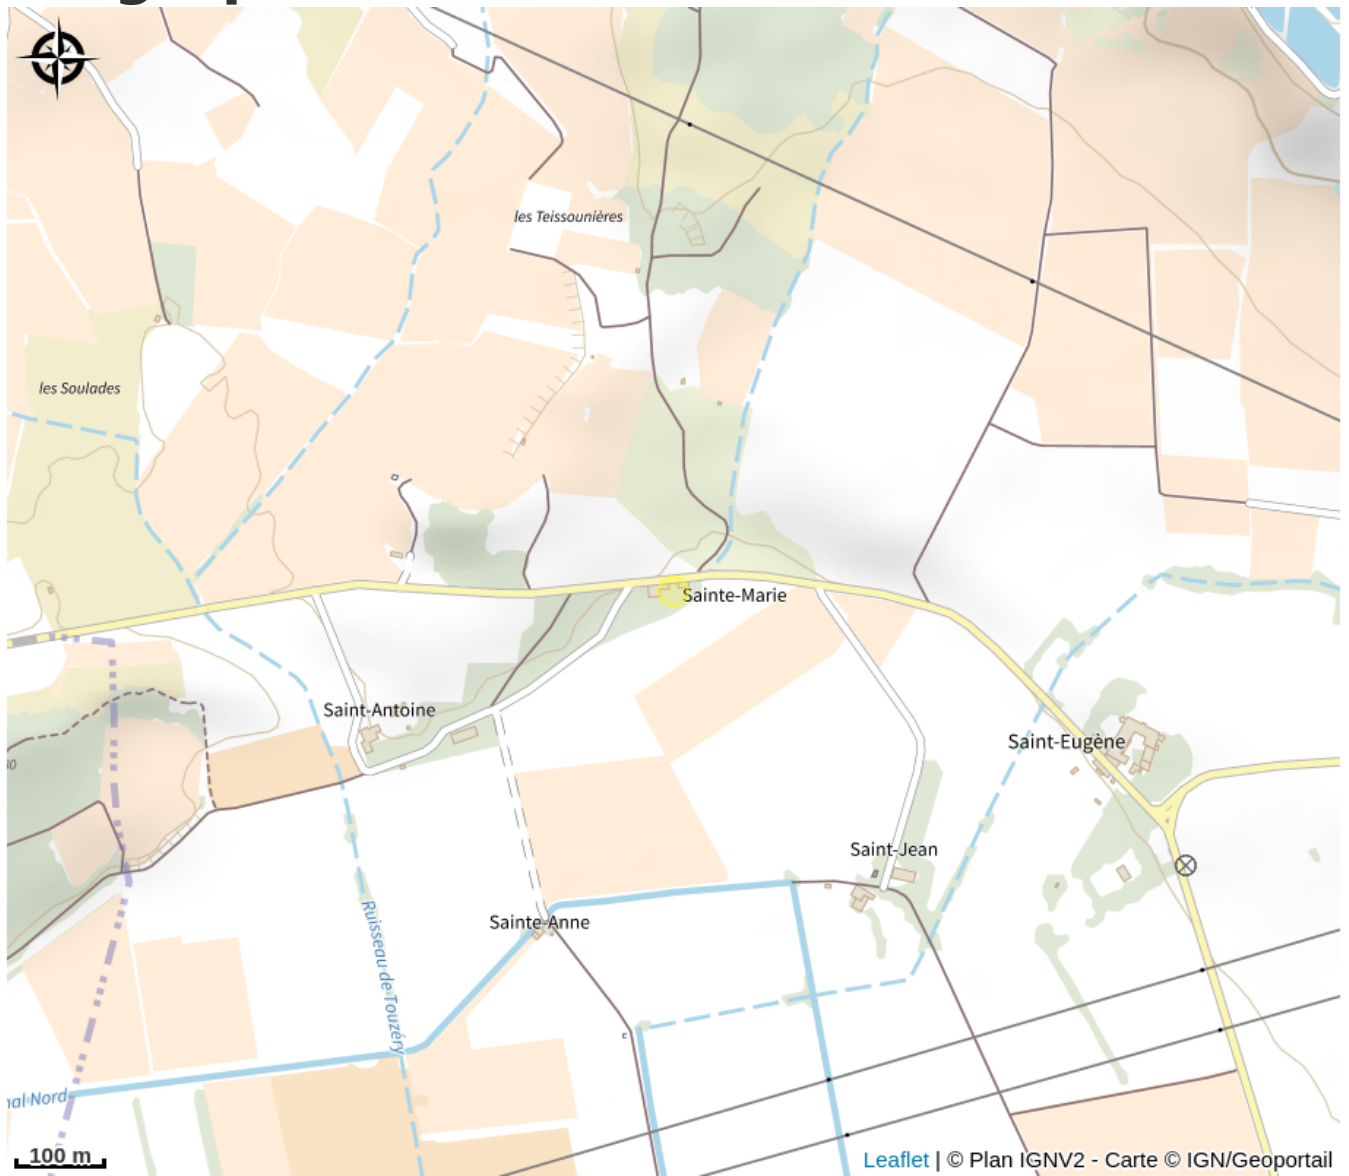 les Teissounières
les Soulades
Sainte-Marie
Saint-Antoine
Saint-Eugène
Saint-Jean
Sainte-Anne
Ruisseau de Touzéry
nal Nord
100 m
Leaflet | © Plan IGNV2 - Carte © IGN/Geoportail